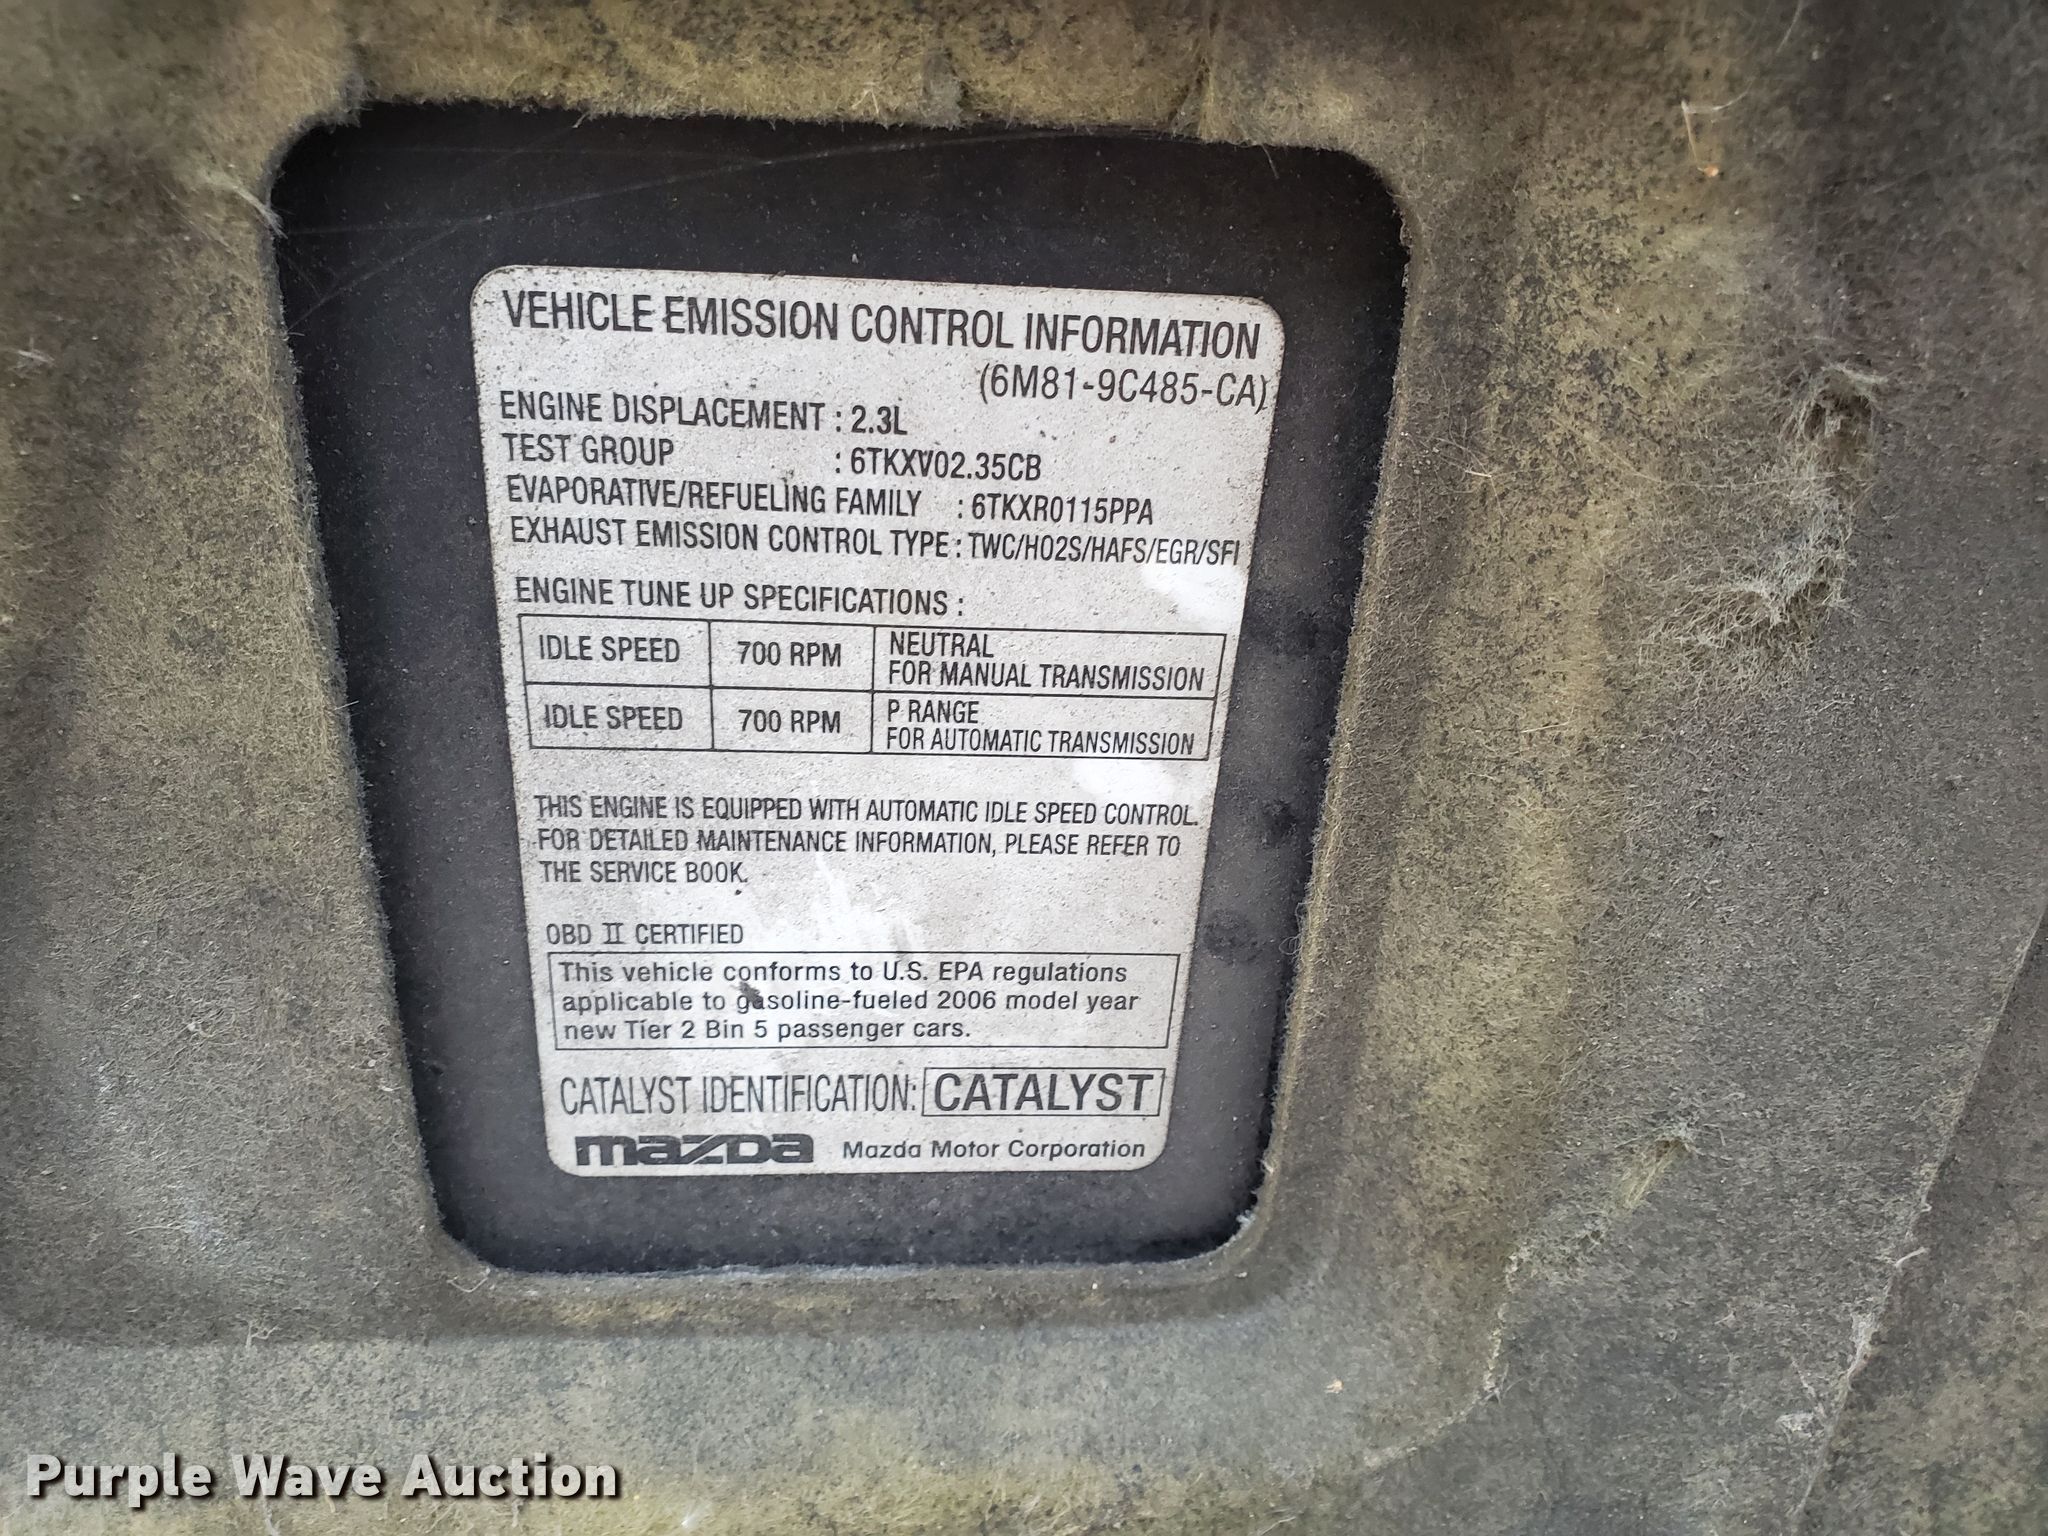 VEHICLE EMISSION CONTROL INFORMATION
(6M81-9C485-CA)
ENGINE DISPLACEMENT : 2.3L
TEST GROUP : 6TKXV02.35CB
EVAPORATIVE/REFUELING FAMILY : 6TKXR0115PPA
EXHAUST EMISSION CONTROL TYPE : TWC/HO2S/HAFS/EGR/SFI
ENGINE TUNE UP SPECIFICATIONS :
IDLE SPEED 700 RPM NEUTRAL
FOR MANUAL TRANSMISSION
IDLE SPEED 700 RPM P RANGE
FOR AUTOMATIC TRANSMISSION
THIS ENGINE IS EQUIPPED WITH AUTOMATIC IDLE SPEED CONTROL.
FOR DETAILED MAINTENANCE INFORMATION, PLEASE REFER TO
THE SERVICE BOOK.
OBD II CERTIFIED
This vehicle conforms to U.S. EPA regulations
applicable to gasoline-fueled 2006 model year
new Tier 2 Bin 5 passenger cars.
CATALYST IDENTIFICATION: CATALYST
mazda Mazda Motor Corporation
Purple Wave Auction